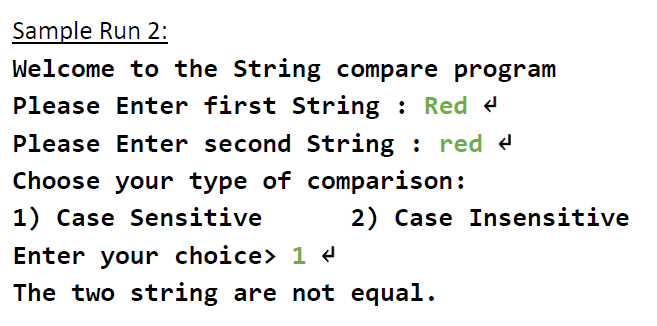 Sample Run 2:
Welcome to the String compare program
Please Enter first String : Red ↲
Please Enter second String : red ↲
Choose your type of comparison:
1) Case Sensitive      2) Case Insensitive
Enter your choice> 1 ↲
The two string are not equal.